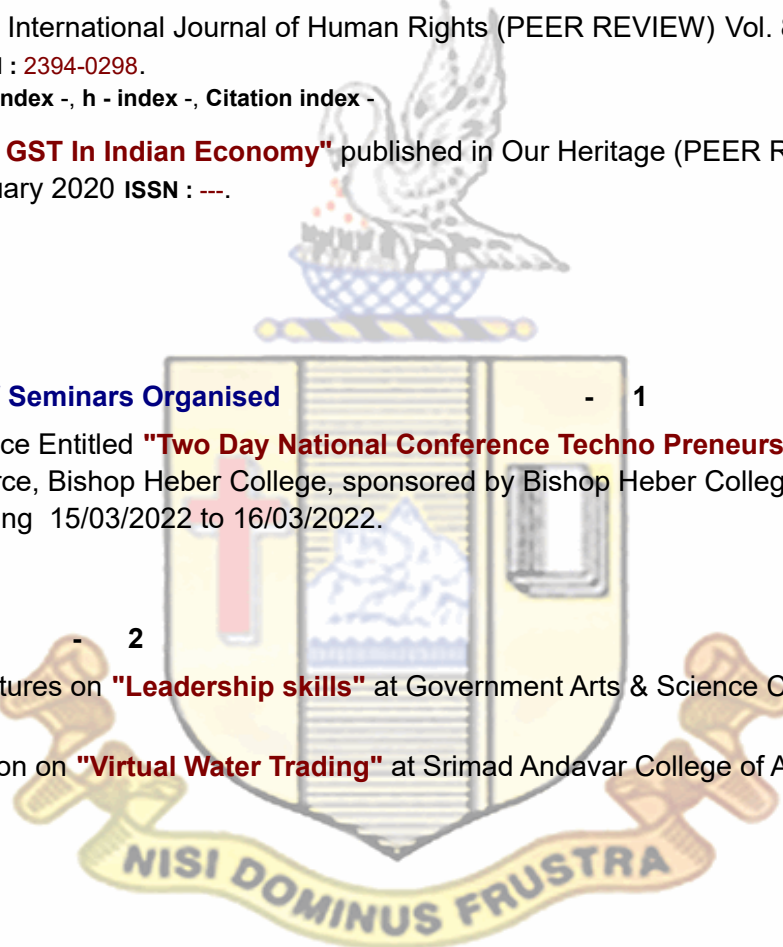 International Journal of Human Rights (PEER REVIEW) Vol.
: 2394-0298.
ndex -, h - index -, Citation index -
GST In Indian Economy" published in Our Heritage (PEER R
uary 2020 ISSN : ---.
Seminars Organised - 1
ce Entitled "Two Day National Conference Techno Preneurs
rce, Bishop Heber College, sponsored by Bishop Heber Colleg
ng 15/03/2022 to 16/03/2022.
- 2
tures on "Leadership skills" at Government Arts & Science C
on on "Virtual Water Trading" at Srimad Andavar College of A
NISI DOMINUS FRUSTRA